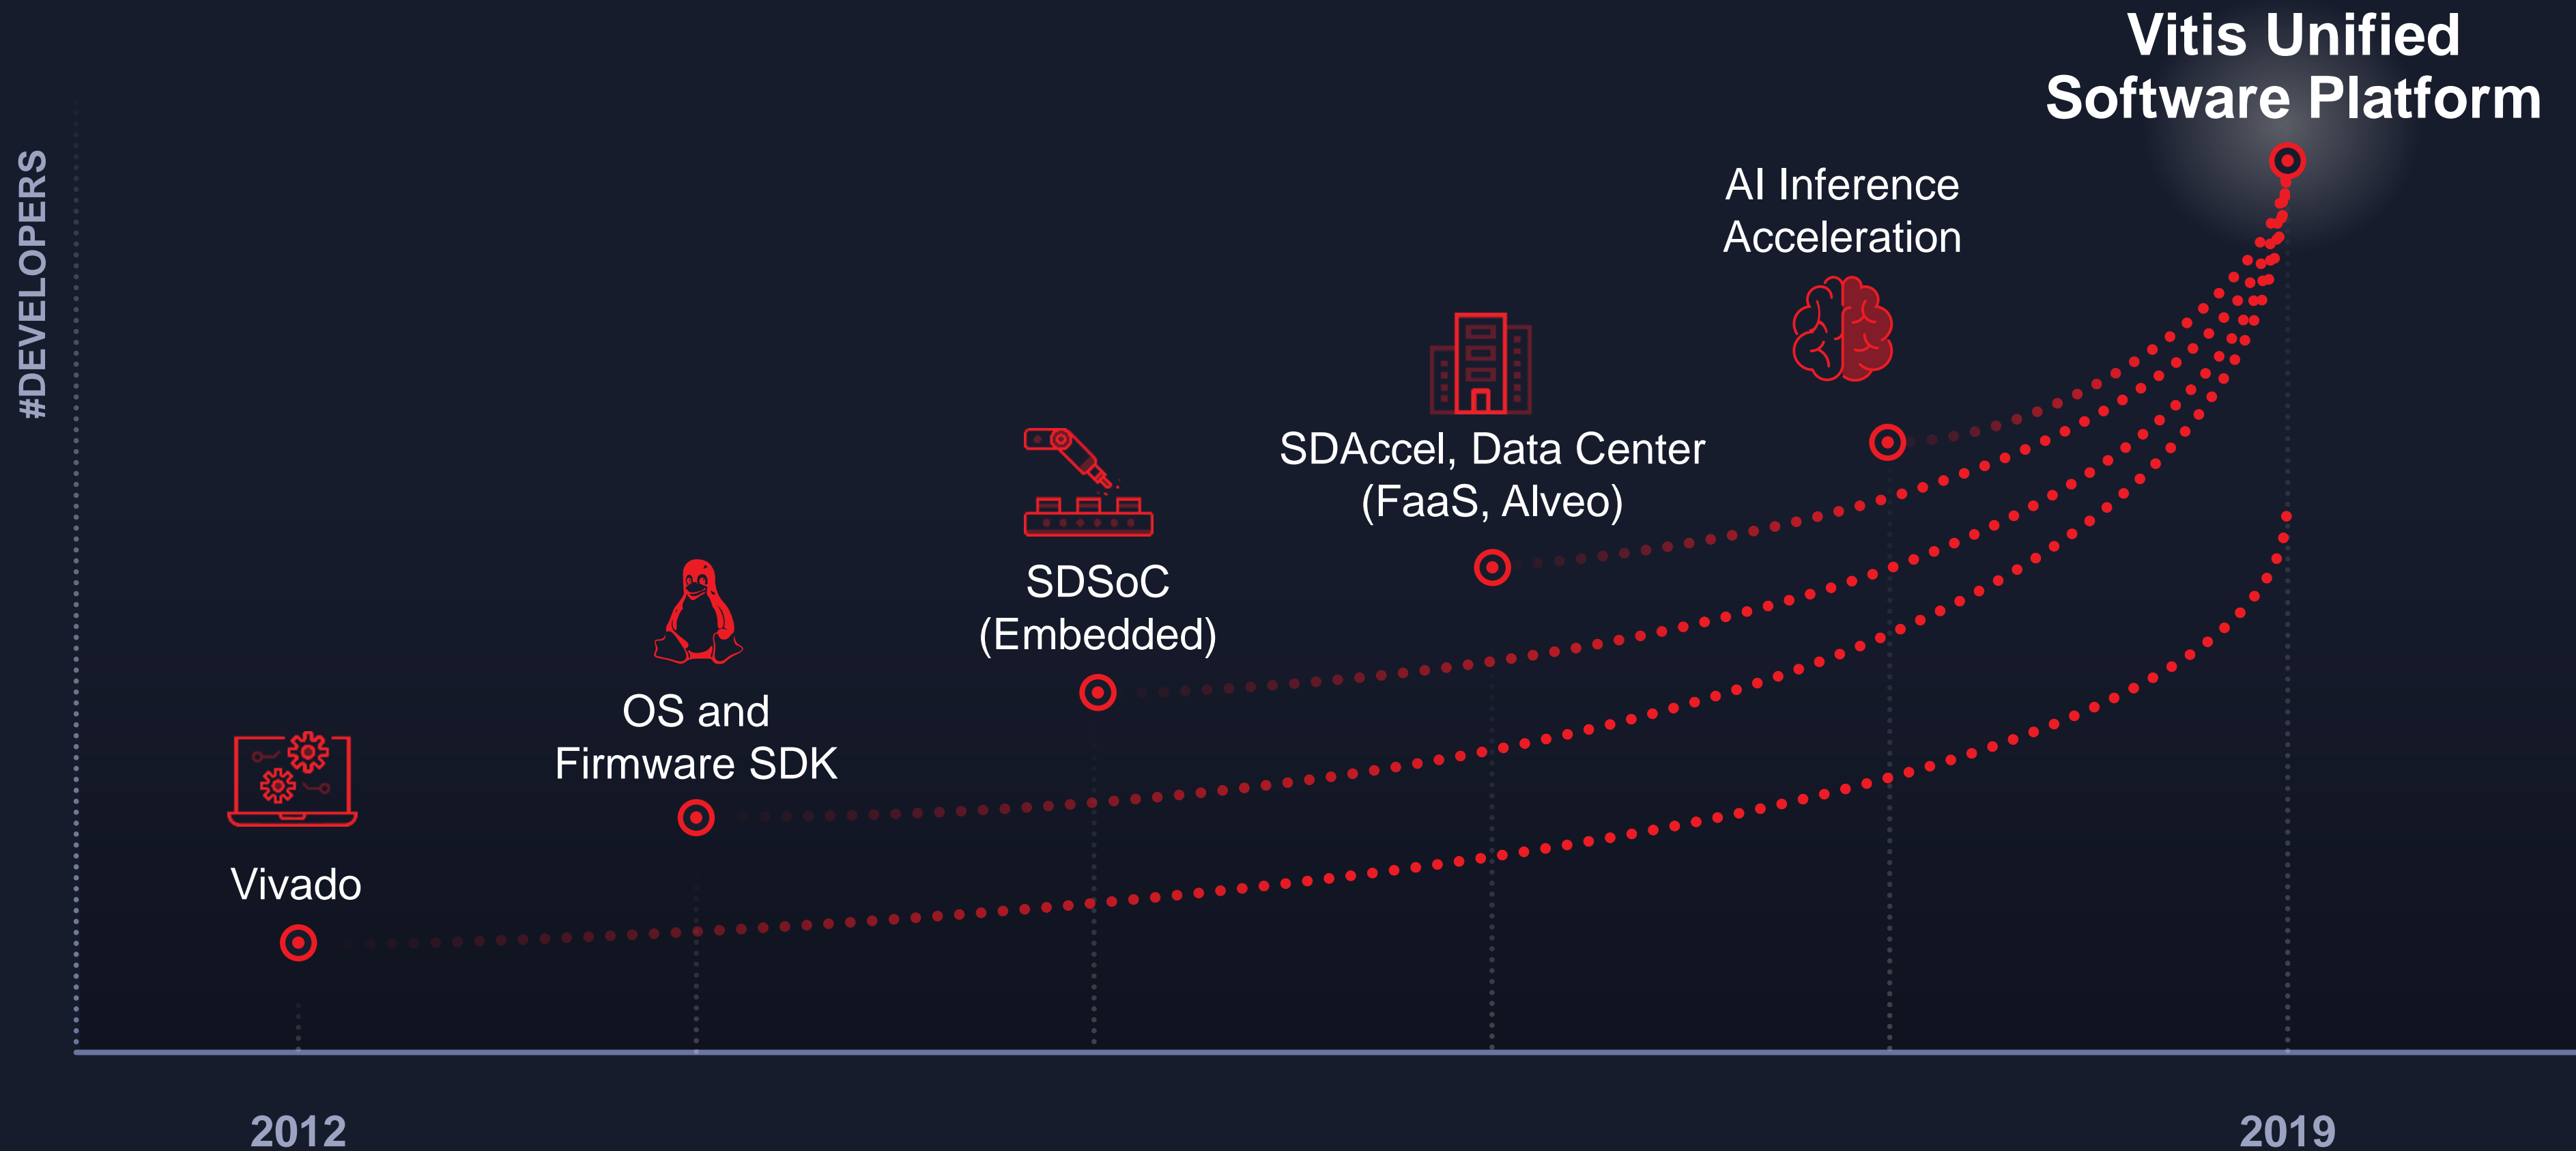 Vitis Unified
Software Platform
#DEVELOPERS
AI Inference
Acceleration
SDAccel, Data Center
(FaaS, Alveo)
SDSoC
(Embedded)
OS and
Firmware SDK
Vivado
2012
2019